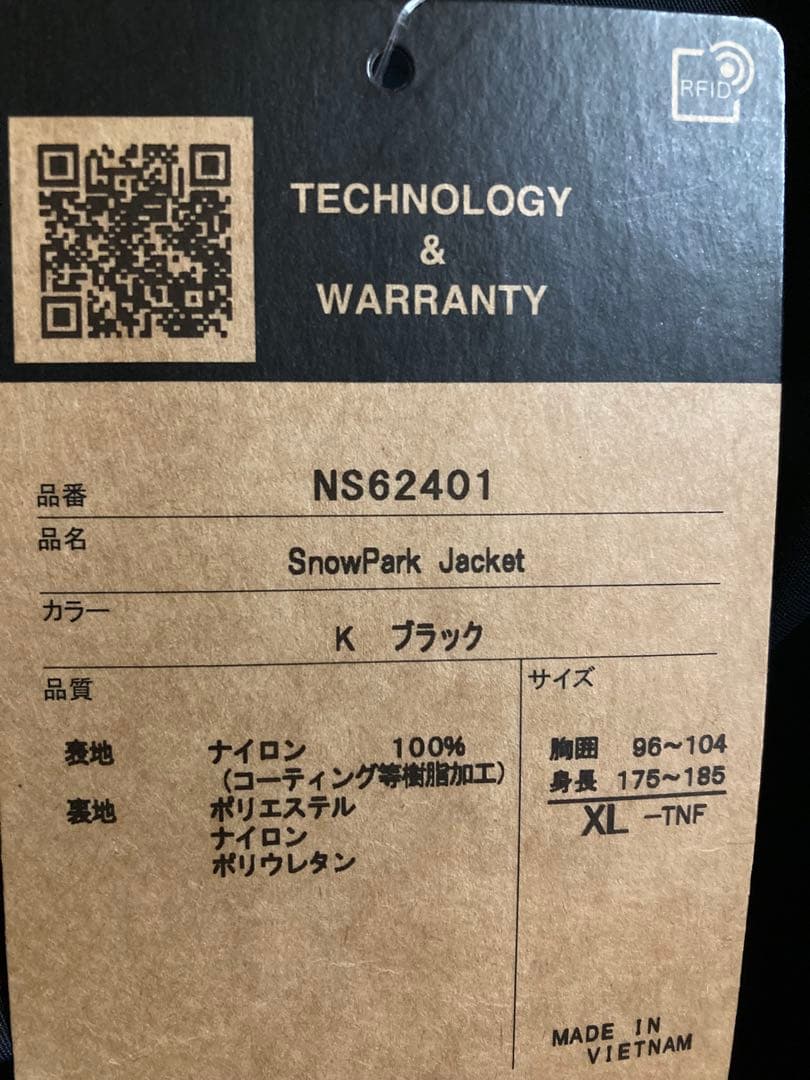 RFID
TECHNOLOGY
&
WARRANTY
品番 NS62401
品名 SnowPark Jacket
カラー K ブラック
品質
表地 ナイロン 100%
(コーティング等樹脂加工)
裏地 ポリエステル
ナイロン
ポリウレタン
サイズ
胸囲 96~104
身長 175~185
XL -TNF
MADE IN
VIETNAM